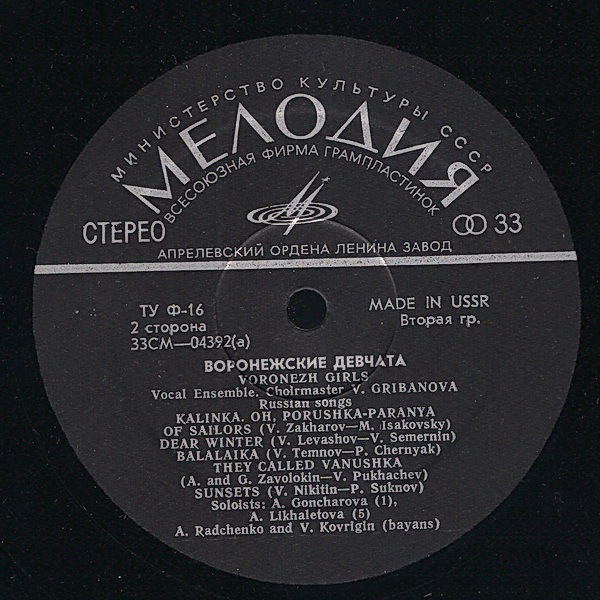 МИНИСТЕРСТВО КУЛЬТУРЫ СССР
МЕЛОДИЯ
ВСЕСОЮЗНАЯ ФИРМА ГРАМПЛАСТИНОК
СТЕРЕО
33
АПРЕЛЕВСКИЙ ОРДЕНА ЛЕНИНА ЗАВОД
ТУ Ф-16
MADE IN USSR
2 сторона
Вторая гр.
33СМ—04392(а)
ВОРОНЕЖСКИЕ ДЕВЧАТА
VORONEZH GIRLS
Vocal Ensemble. Choirmaster V. GRIBANOVA
Russian songs
KALINKA. OH, PORUSHKA-PARANYA
OF SAILORS (V. Zakharov—M. Isakovsky)
DEAR WINTER (V. Levashov—V. Semernin)
BALALAIKA (V. Temnov—P. Chernyak)
THEY CALLED VANUSHKA
(A. and G. Zavolokin—V. Pukhachev)
SUNSETS (V. Nikitin—P. Suknov)
Soloists: A. Goncharova (1),
A. Likhaletova (5)
A. Radchenko and V. Kovrigin (bayans)